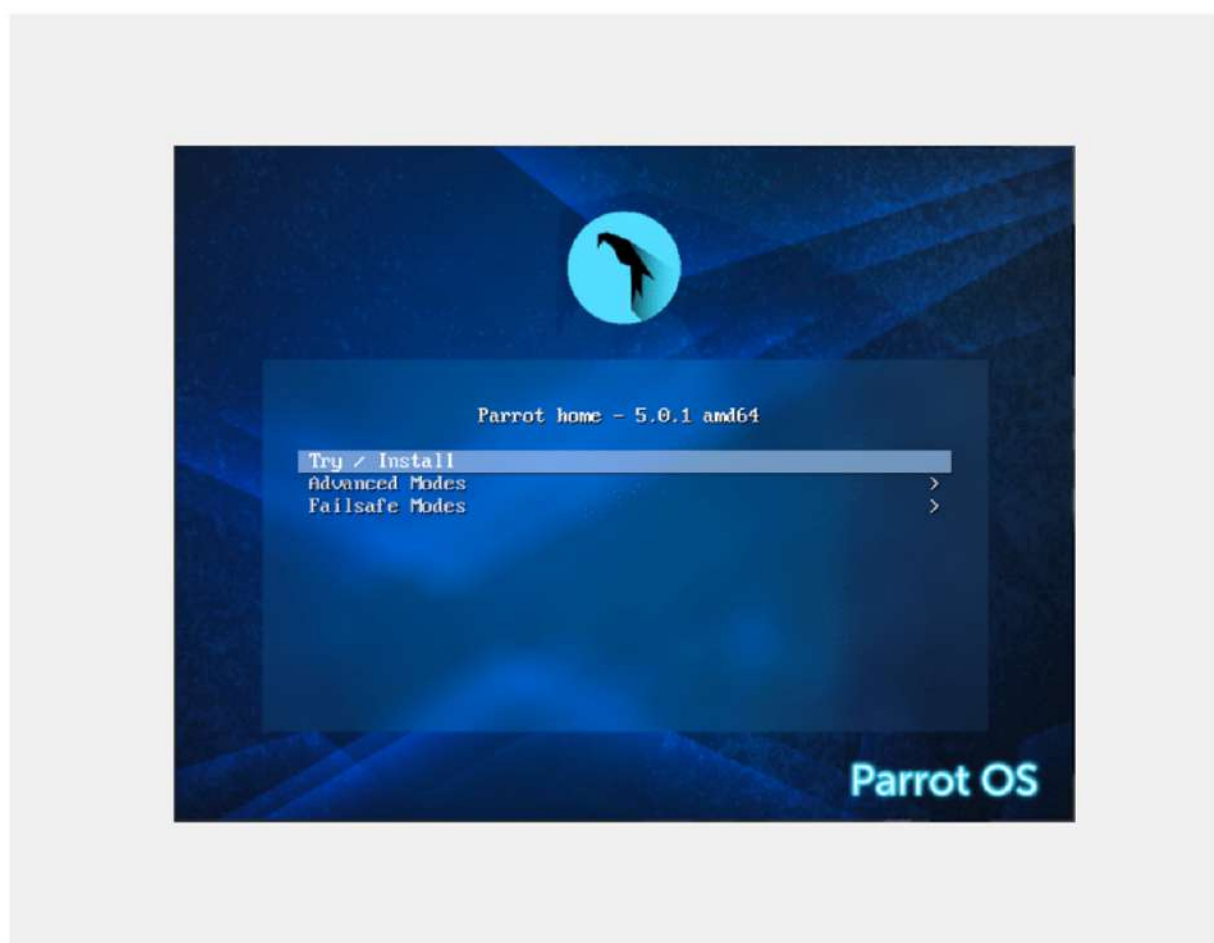 Parrot home - 5.0.1 amd64
Try / Install
Advanced Modes >
Failsafe Modes >
Parrot OS